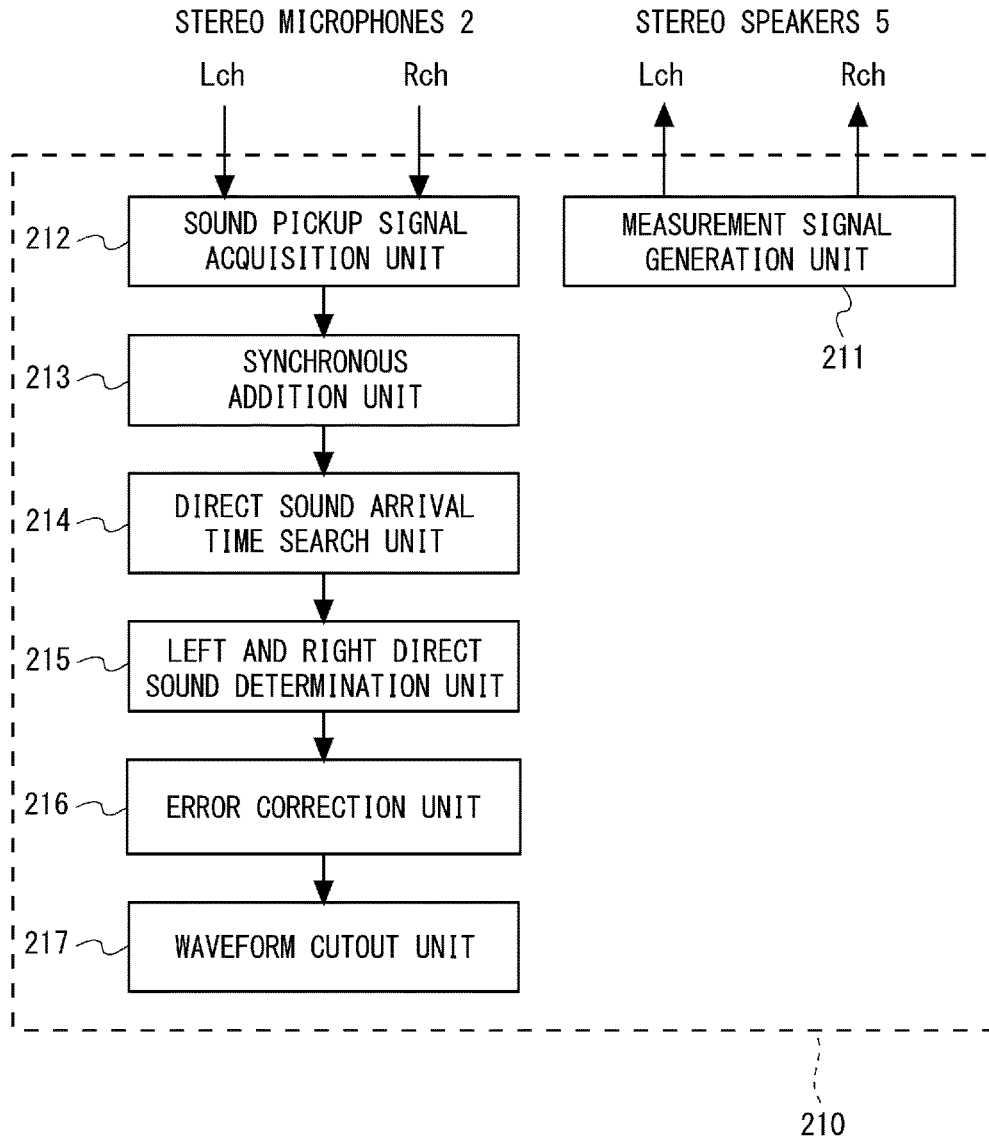 STEREO MICROPHONES 2
STEREO SPEAKERS 5
Lch
Rch
Lch
Rch
212
SOUND PICKUP SIGNAL
ACQUISITION UNIT
MEASUREMENT SIGNAL
GENERATION UNIT
211
213
SYNCHRONOUS
ADDITION UNIT
214
DIRECT SOUND ARRIVAL
TIME SEARCH UNIT
215
LEFT AND RIGHT DIRECT
SOUND DETERMINATION UNIT
216
ERROR CORRECTION UNIT
217
WAVEFORM CUTOUT UNIT
210